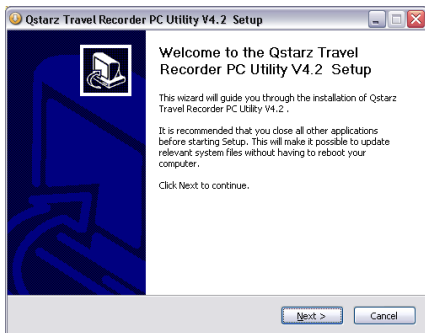 Qstarz Travel Recorder PC Utility V4.2 Setup
Welcome to the Qstarz Travel
Recorder PC Utility V4.2 Setup
This wizard will guide you through the installation of Qstarz
Travel Recorder PC Utility V4.2 .
It is recommended that you close all other applications
before starting Setup. This will make it possible to update
relevant system files without having to reboot your
computer.
Click Next to continue.
Next >
Cancel